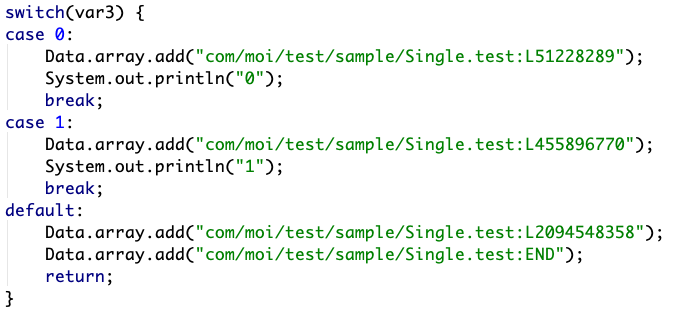 switch(var3) {
case 0:
    Data.array.add("com/moi/test/sample/Single.test:L51228289");
    System.out.println("0");
    break;
case 1:
    Data.array.add("com/moi/test/sample/Single.test:L455896770");
    System.out.println("1");
    break;
default:
    Data.array.add("com/moi/test/sample/Single.test:L2094548358");
    Data.array.add("com/moi/test/sample/Single.test:END");
    return;
}